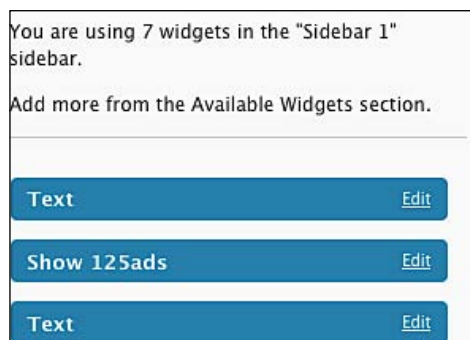 You are using 7 widgets in the "Sidebar 1"
sidebar.
Add more from the Available Widgets section.
Text Edit
Show 125ads Edit
Text Edit